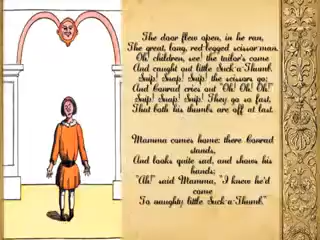 The door flew open, in he ran,
The great, long, red-legged scissor-man.
Oh! children, see! the tailor's come
And caught out little Suck-a-Thumb.
Snip! Snap! Snip! the scissors go;
And Conrad cries out "Oh! Oh! Oh!"
Snip! Snap! Snip! They go so fast,
That both his thumbs are off at last.
Mamma comes home: there Conrad
stands,
And looks quite sad, and shows his
hands;
"Ah!" said Mamma, "I knew he'd
come
To naughty little Suck-a-Thumb."